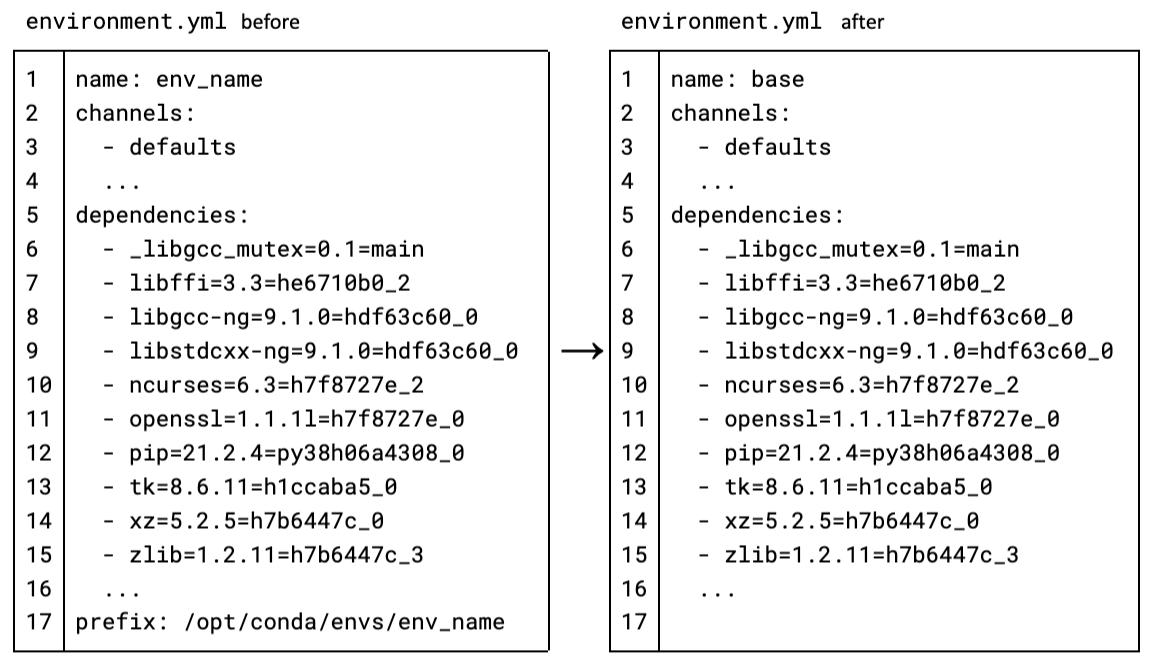 environment.yml before
1 name: env_name
2 channels:
3   - defaults
4   ...
5 dependencies:
6   - _libgcc_mutex=0.1=main
7   - libffi=3.3=he6710b0_2
8   - libgcc-ng=9.1.0=hdf63c60_0
9   - libstdcxx-ng=9.1.0=hdf63c60_0
10   - ncurses=6.3=h7f8727e_2
11   - openssl=1.1.1l=h7f8727e_0
12   - pip=21.2.4=py38h06a4308_0
13   - tk=8.6.11=h1ccaba5_0
14   - xz=5.2.5=h7b6447c_0
15   - zlib=1.2.11=h7b6447c_3
16   ...
17 prefix: /opt/conda/envs/env_name
environment.yml after
1 name: base
2 channels:
3   - defaults
4   ...
5 dependencies:
6   - _libgcc_mutex=0.1=main
7   - libffi=3.3=he6710b0_2
8   - libgcc-ng=9.1.0=hdf63c60_0
9   - libstdcxx-ng=9.1.0=hdf63c60_0
10   - ncurses=6.3=h7f8727e_2
11   - openssl=1.1.1l=h7f8727e_0
12   - pip=21.2.4=py38h06a4308_0
13   - tk=8.6.11=h1ccaba5_0
14   - xz=5.2.5=h7b6447c_0
15   - zlib=1.2.11=h7b6447c_3
16   ...
17